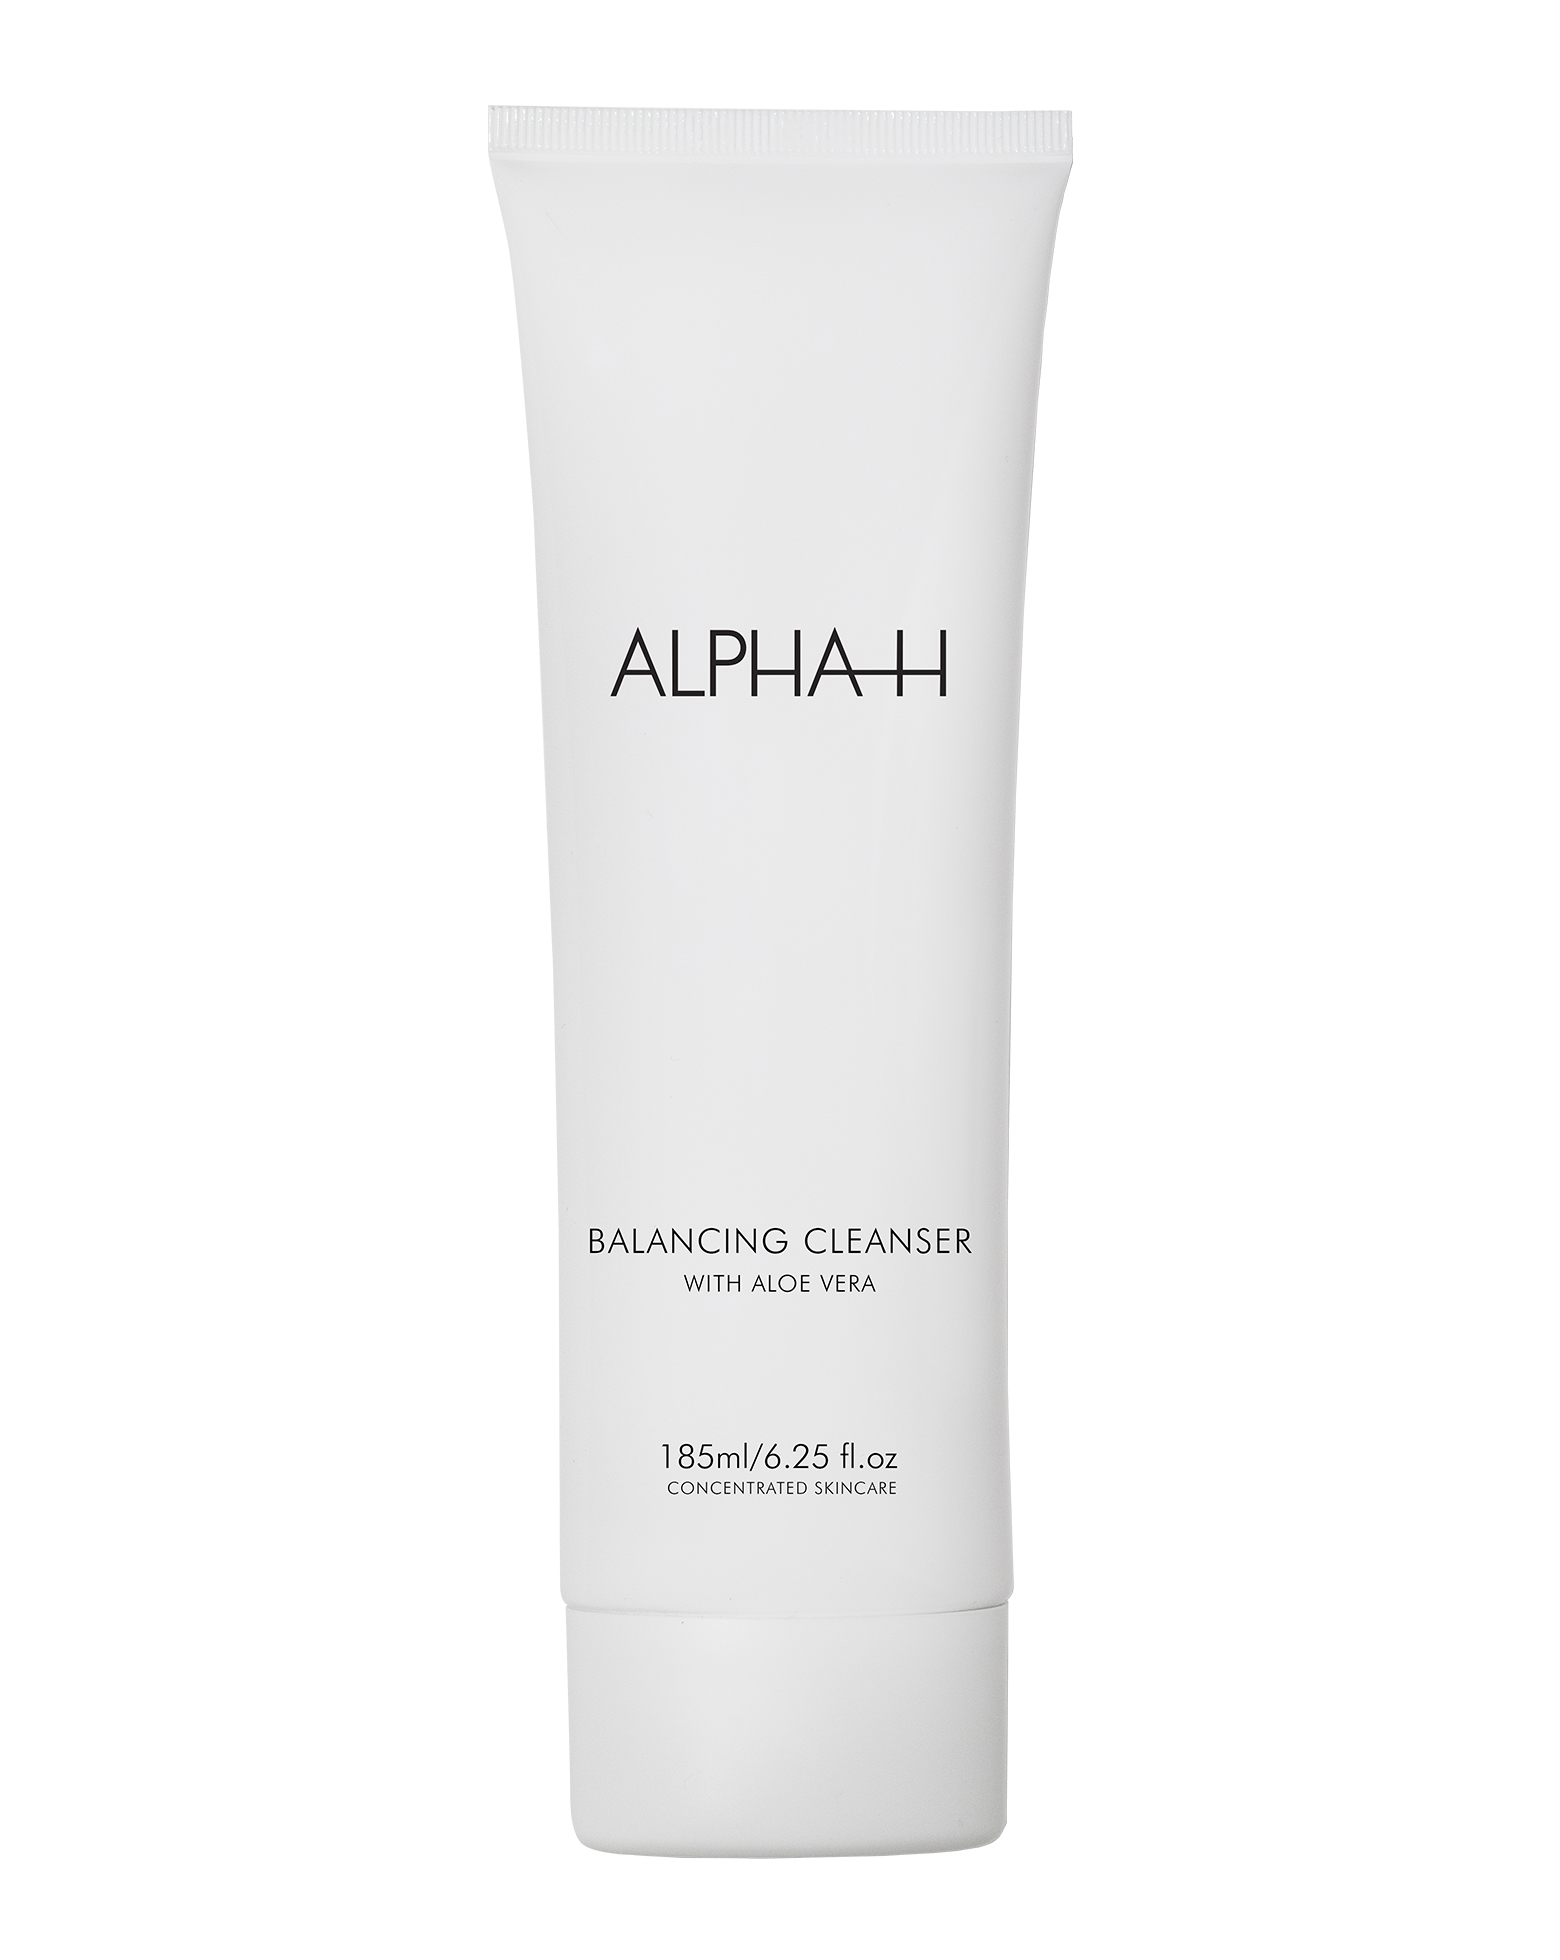 ALPHA-H
BALANCING CLEANSER
WITH ALOE VERA
185ml/6.25 fl.oz
CONCENTRATED SKINCARE